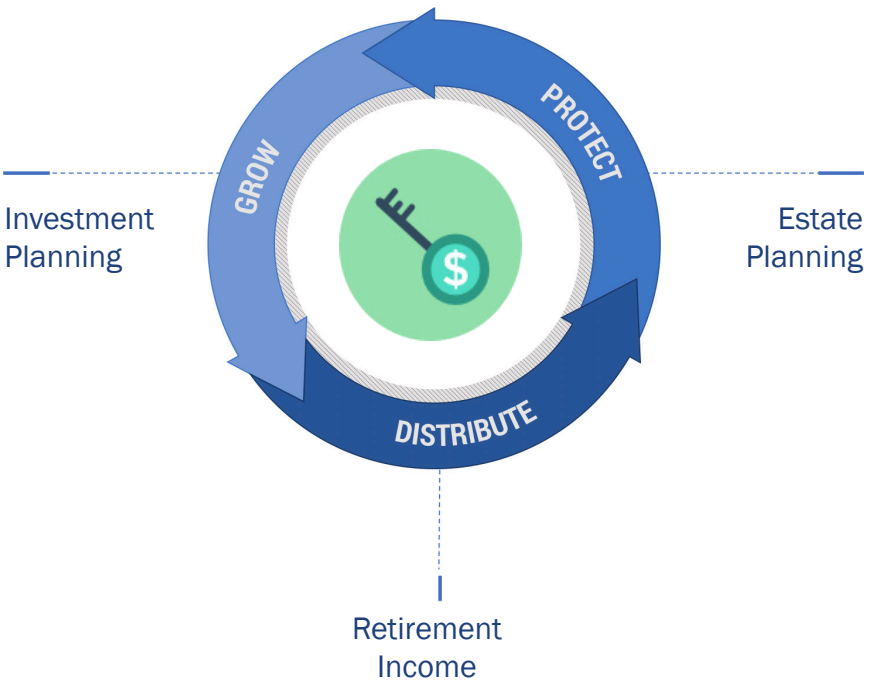 PROTECT
GROW
Investment
Planning
Estate
Planning
$
DISTRIBUTE
Retirement
Income